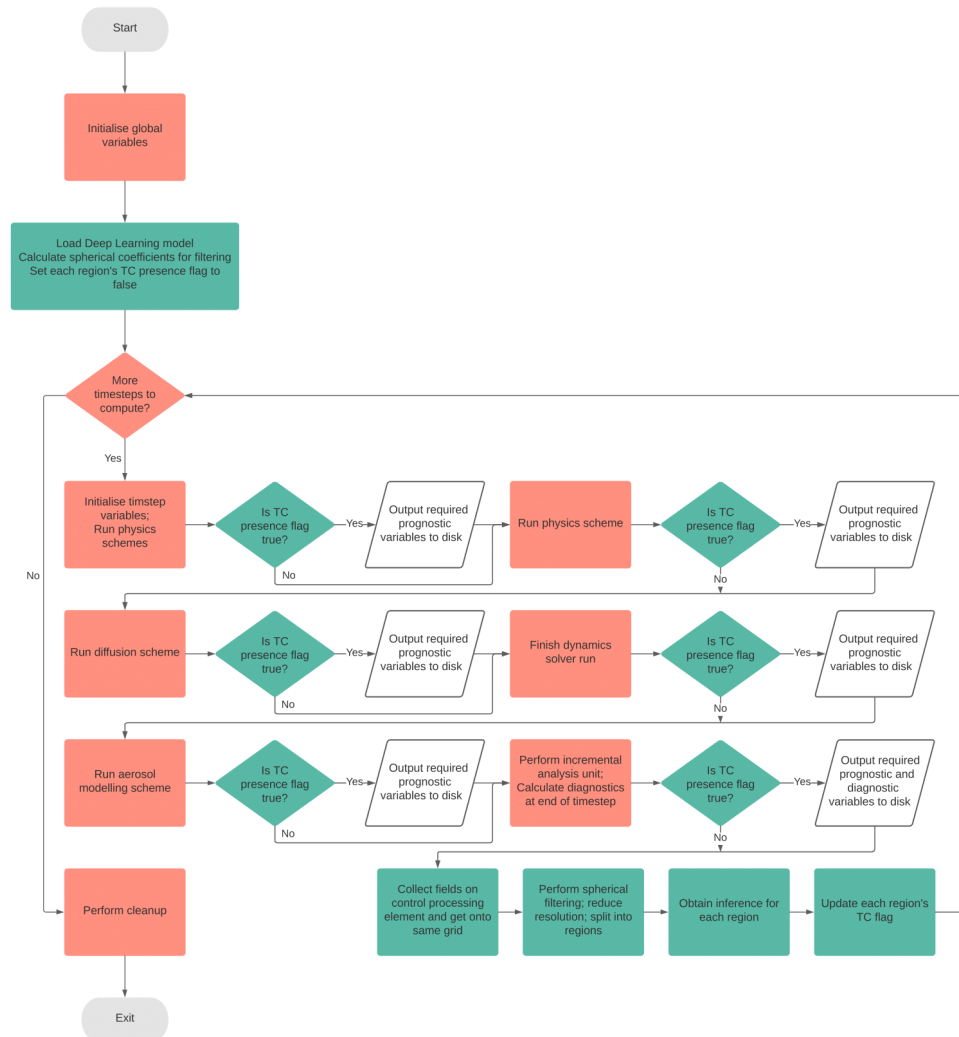 Start
Initialise global
variables
Load Deep Learning model
Calculate spherical coefficients for filtering
Set each region's TC presence flag to
false
More
timesteps to
compute?
Yes
No
Initialise timstep
variables;
Run physics
schemes
Is TC
presence flag
true?
Yes
No
Output required
prognostic
variables to disk
Run physics scheme
Is TC
presence flag
true?
Yes
No
Output required
prognostic
variables to disk
Run diffusion scheme
Is TC
presence flag
true?
Yes
No
Output required
prognostic
variables to disk
Finish dynamics
solver run
Is TC
presence flag
true?
Yes
No
Output required
prognostic
variables to disk
Run aerosol
modelling scheme
Is TC
presence flag
true?
Yes
No
Output required
prognostic
variables to disk
Perform incremental
analysis unit;
Calculate diagnostics
at end of timestep
Is TC
presence flag
true?
Yes
No
Output required
prognostic and
diagnostic
variables to disk
Collect fields on
control processing
element and get onto
same grid
Perform spherical
filtering; reduce
resolution; split into
regions
Obtain inference for
each region
Update each region's
TC flag
Perform cleanup
Exit